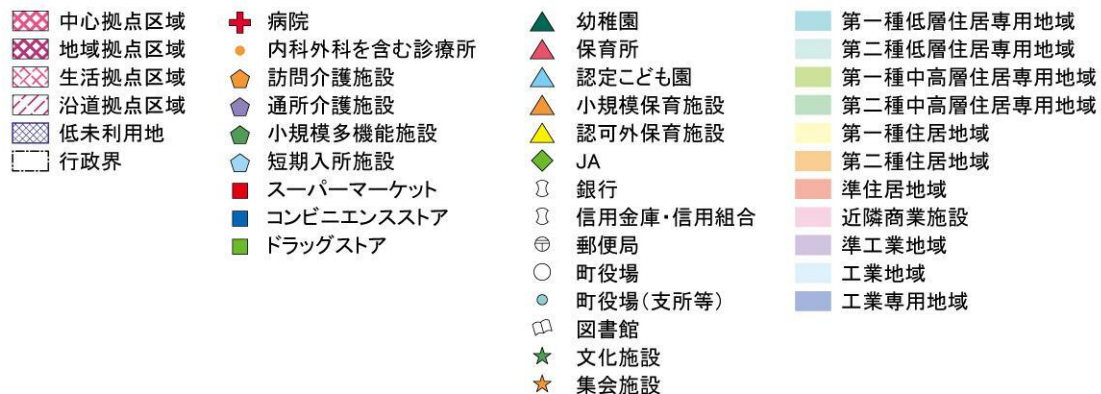 中心拠点区域
地域拠点区域
生活拠点区域
沿道拠点区域
低未利用地
行政界
病院
内科外科を含む診療所
訪問介護施設
通所介護施設
小規模多機能施設
短期入所施設
スーパーマーケット
コンビニエンスストア
ドラッグストア
幼稚園
保育所
認定こども園
小規模保育施設
認可外保育施設
JA
銀行
信用金庫・信用組合
郵便局
町役場
町役場（支所等）
図書館
文化施設
集会施設
第一種低層住居専用地域
第二種低層住居専用地域
第一種中高層住居専用地域
第二種中高層住居専用地域
第一種住居地域
第二種住居地域
準住居地域
近隣商業施設
準工業地域
工業地域
工業専用地域